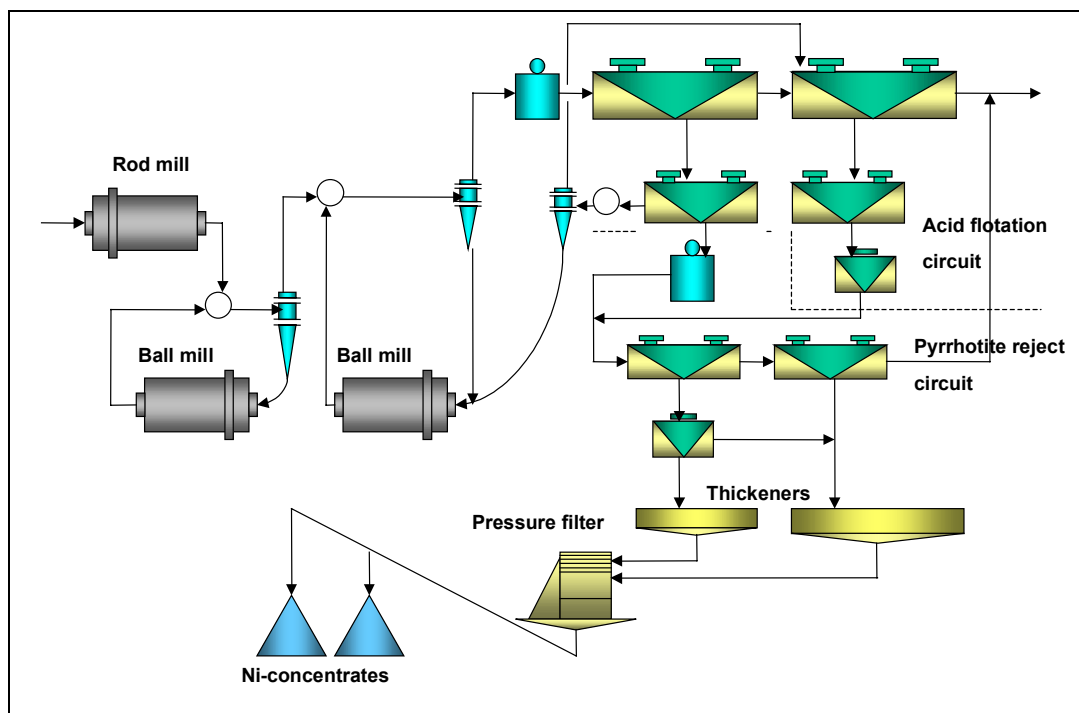 Rod mill
Ball mill
Ball mill
Acid flotation
circuit
Pyrrhotite reject
circuit
Thickeners
Pressure filter
Ni-concentrates